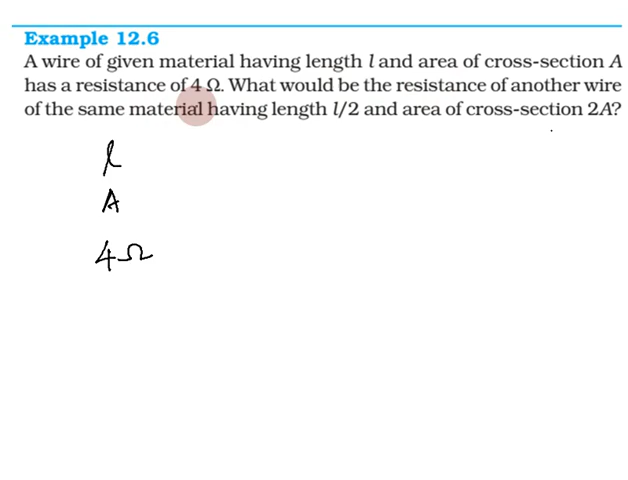 Example 12.6
A wire of given material having length l and area of cross-section A
has a resistance of 4 Ω. What would be the resistance of another wire
of the same material having length l/2 and area of cross-section 2A?
l
A
4Ω